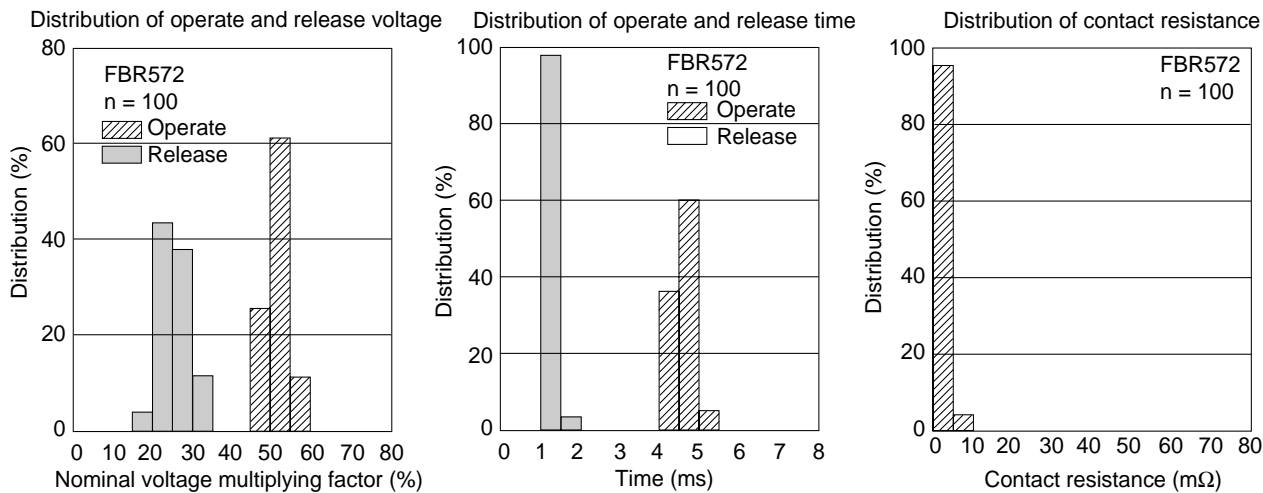 Distribution of operate and release voltage
80
60
40
20
0
Distribution (%)
FBR572
n = 100
Operate
Release
0 10 20 30 40 50 60 70 80
Nominal voltage multiplying factor (%)
Distribution of operate and release time
100
80
60
40
20
0
Distribution (%)
FBR572
n = 100
Operate
Release
0 1 2 3 4 5 6 7 8
Time (ms)
Distribution of contact resistance
100
80
60
40
20
0
Distribution (%)
FBR572
n = 100
0 10 20 30 40 50 60 70 80
Contact resistance (mΩ)